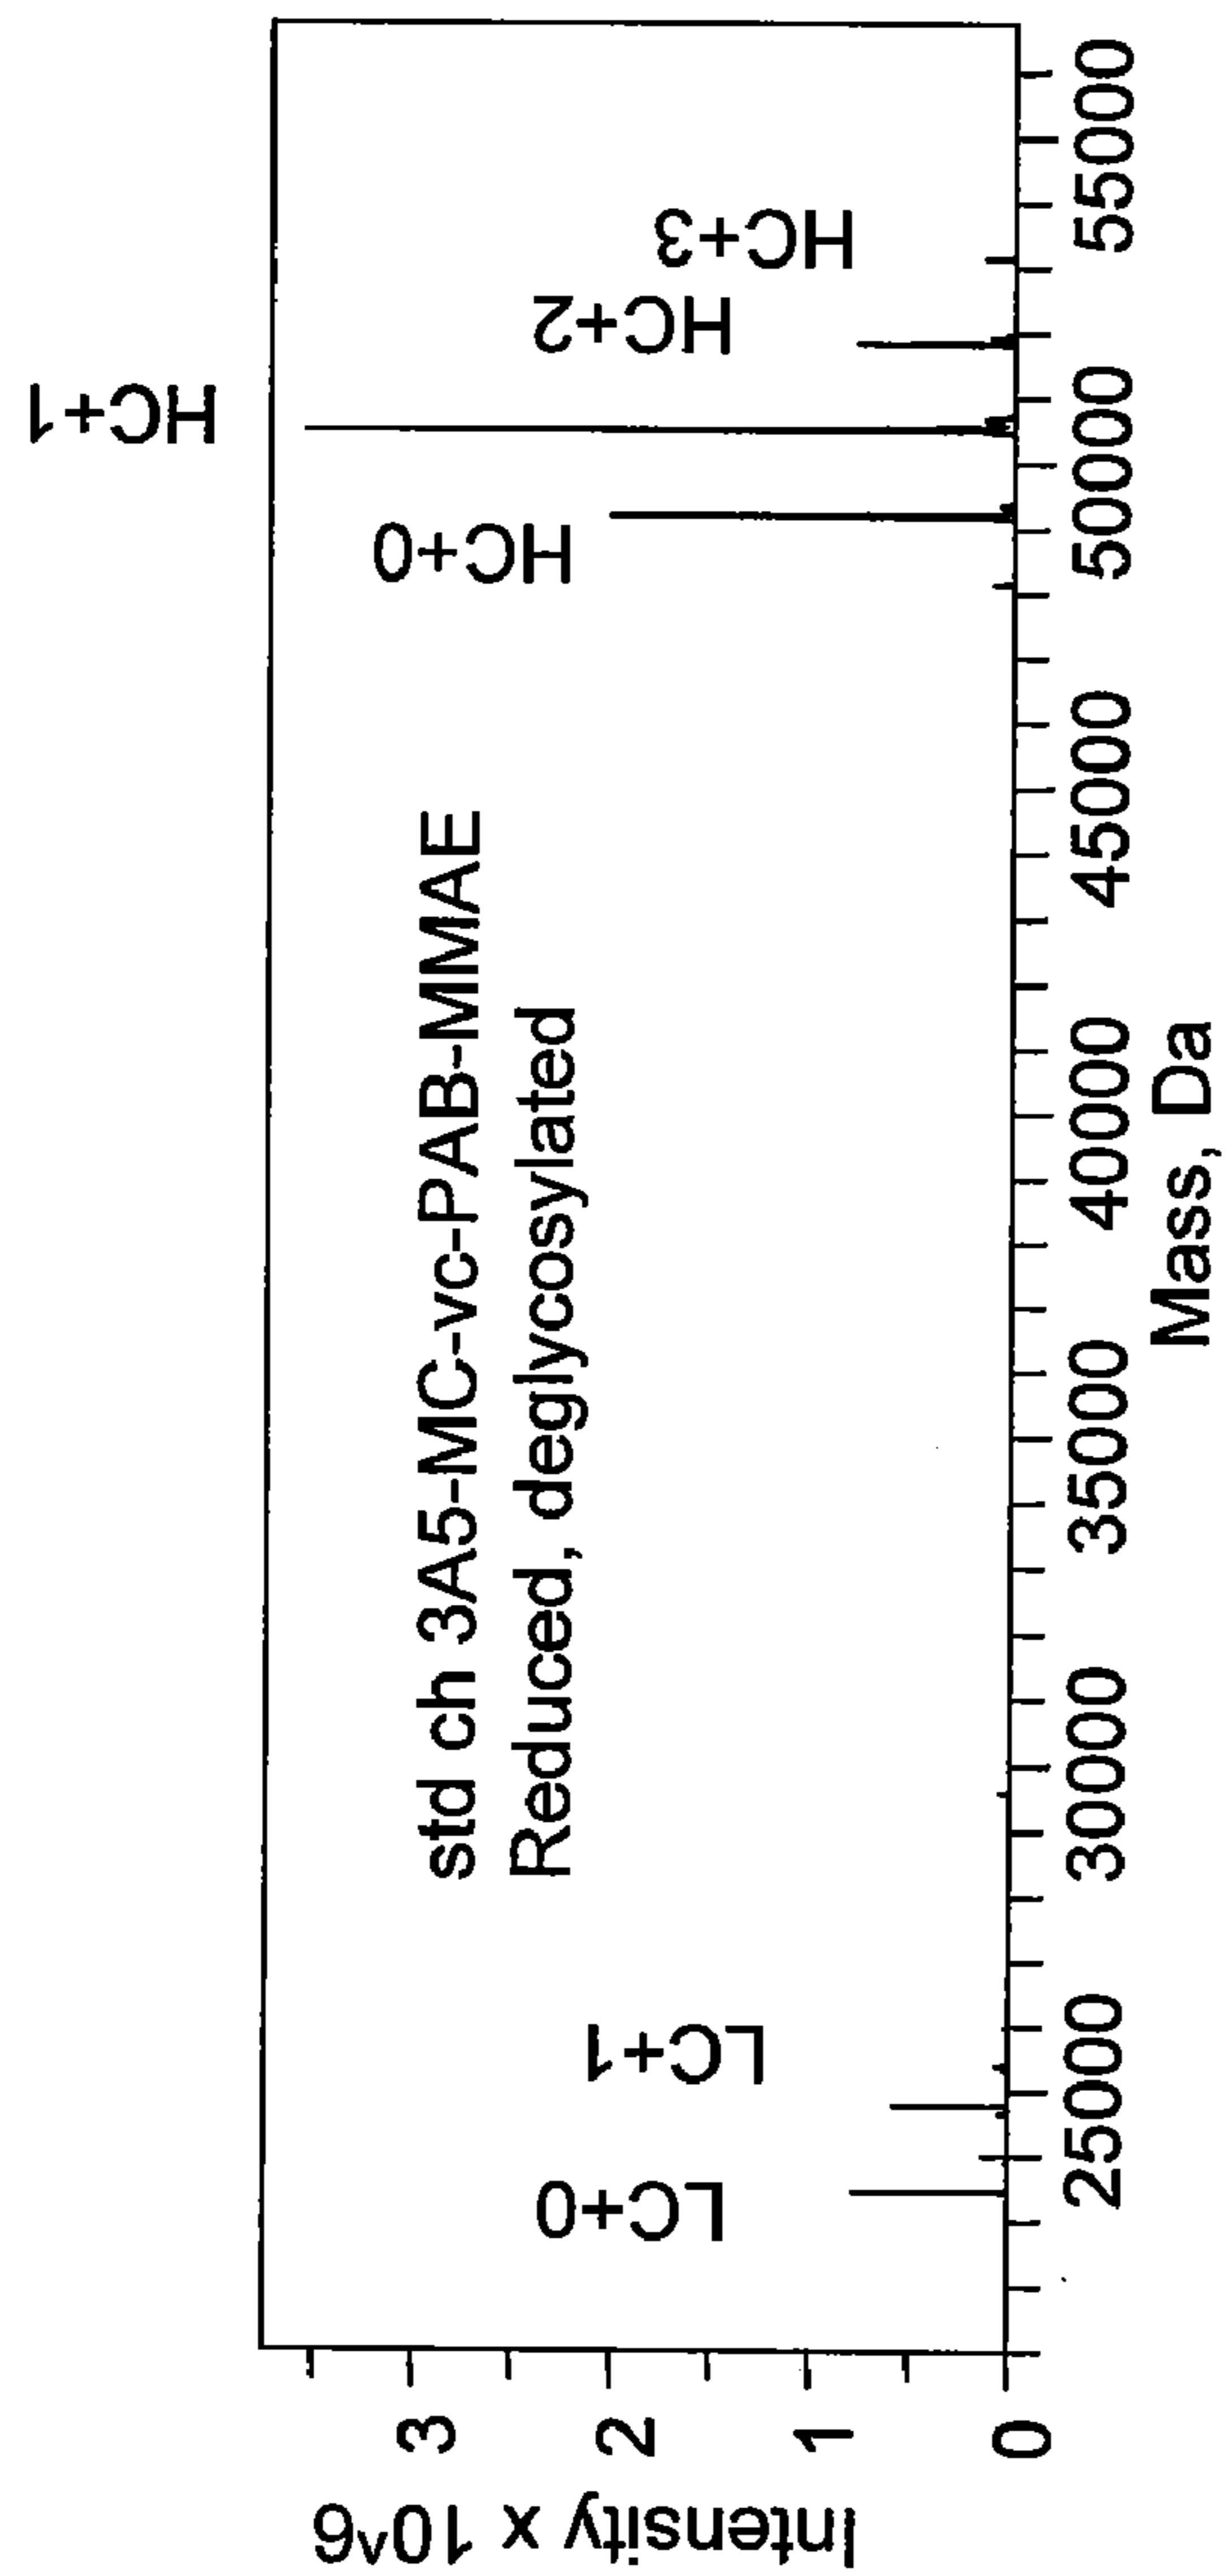 Intensity x 10^6
3
2
1
0
std ch 3A5-MC-vc-PAB-MMAE
Reduced, deglycosylated
LC+0
LC+1
HC+0
HC+1
HC+2
HC+3
25000 30000 35000 40000 45000 50000 55000
Mass, Da